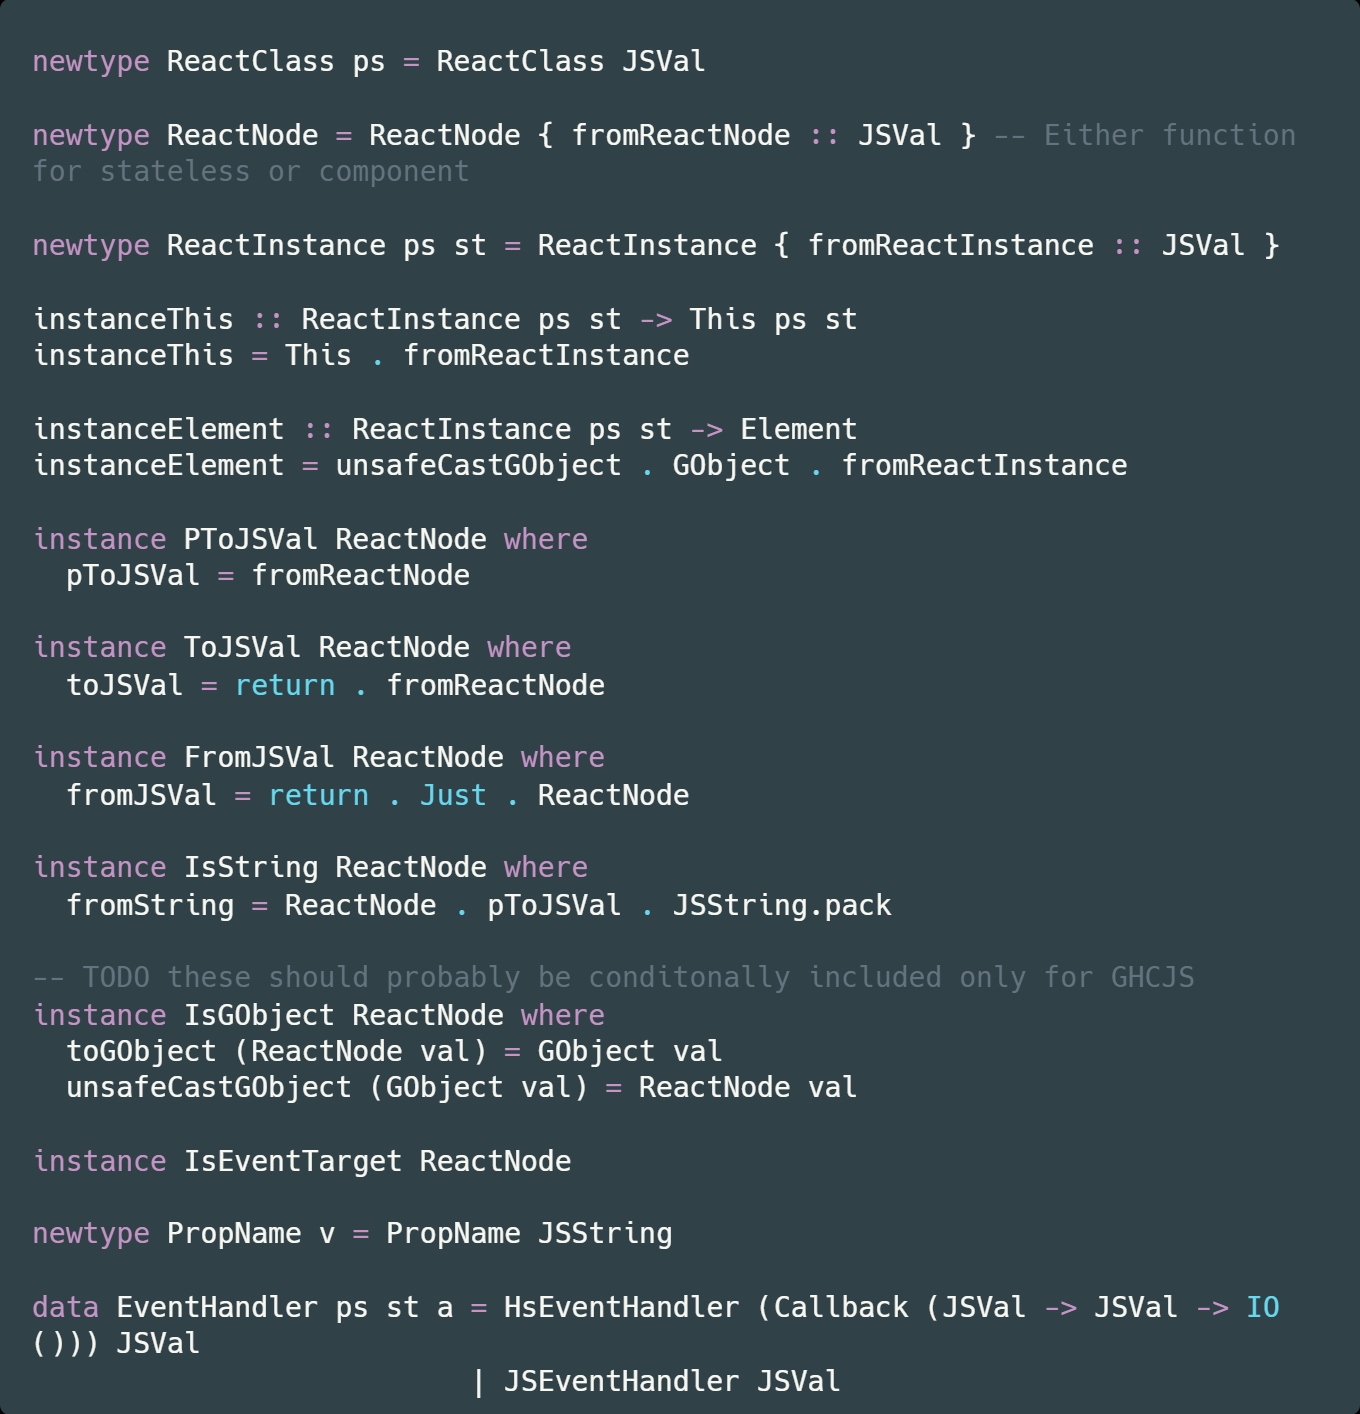 newtype ReactClass ps = ReactClass JSVal
newtype ReactNode = ReactNode { fromReactNode :: JSVal } -- Either function
for stateless or component
newtype ReactInstance ps st = ReactInstance { fromReactInstance :: JSVal }
instanceThis :: ReactInstance ps st -> This ps st
instanceThis = This . fromReactInstance
instanceElement :: ReactInstance ps st -> Element
instanceElement = unsafeCastGObject . GObject . fromReactInstance
instance PToJSVal ReactNode where
  pToJSVal = fromReactNode
instance ToJSVal ReactNode where
  toJSVal = return . fromReactNode
instance FromJSVal ReactNode where
  fromJSVal = return . Just . ReactNode
instance IsString ReactNode where
  fromString = ReactNode . pToJSVal . JSString.pack
-- TODO these should probably be conditonally included only for GHCJS
instance IsGObject ReactNode where
  toGObject (ReactNode val) = GObject val
  unsafeCastGObject (GObject val) = ReactNode val
instance IsEventTarget ReactNode
newtype PropName v = PropName JSString
data EventHandler ps st a = HsEventHandler (Callback (JSVal -> JSVal -> IO
())) JSVal
                          | JSEventHandler JSVal